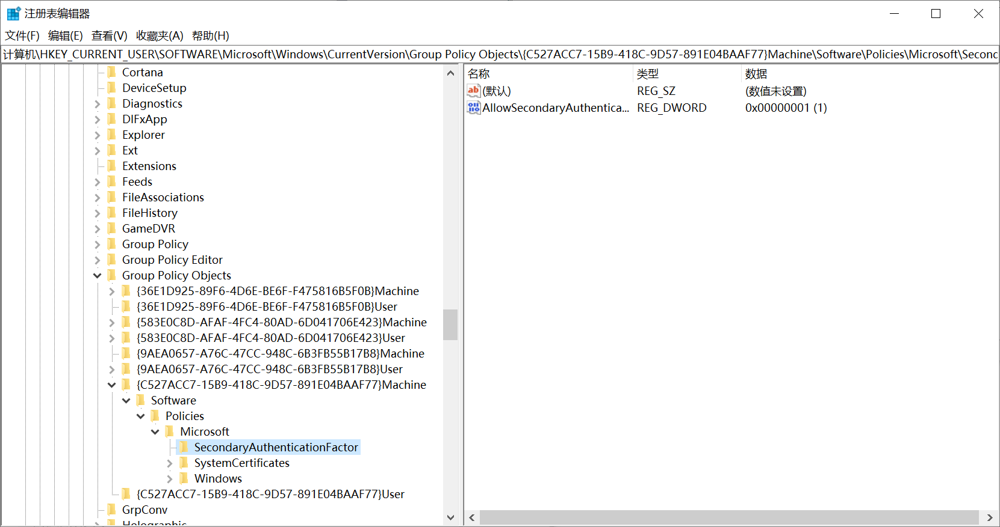 注册表编辑器
文件(F) 编辑(E) 查看(V) 收藏夹(A) 帮助(H)
计算机\HKEY_CURRENT_USER\SOFTWARE\Microsoft\Windows\CurrentVersion\Group Policy Objects\{C527ACC7-15B9-418C-9D57-891E04BAAF77}Machine\Software\Policies\Microsoft\Seconc
Cortana
DeviceSetup
Diagnostics
DIFxApp
Explorer
Ext
Extensions
Feeds
FileAssociations
FileHistory
GameDVR
Group Policy
Group Policy Editor
Group Policy Objects
{36E1D925-89F6-4D6E-BE6F-F475816B5F0B}Machine
{36E1D925-89F6-4D6E-BE6F-F475816B5F0B}User
{583E0C8D-AFAF-4FC4-80AD-6D041706E423}Machine
{583E0C8D-AFAF-4FC4-80AD-6D041706E423}User
{9AEA0657-A76C-47CC-948C-6B3FB55B17B8}Machine
{9AEA0657-A76C-47CC-948C-6B3FB55B17B8}User
{C527ACC7-15B9-418C-9D57-891E04BAAF77}Machine
Software
Policies
Microsoft
SecondaryAuthenticationFactor
SystemCertificates
Windows
{C527ACC7-15B9-418C-9D57-891E04BAAF77}User
GrpConv
Holographic
名称 类型 数据
(默认) REG_SZ (数值未设置)
AllowSecondaryAuthentica... REG_DWORD 0x00000001 (1)